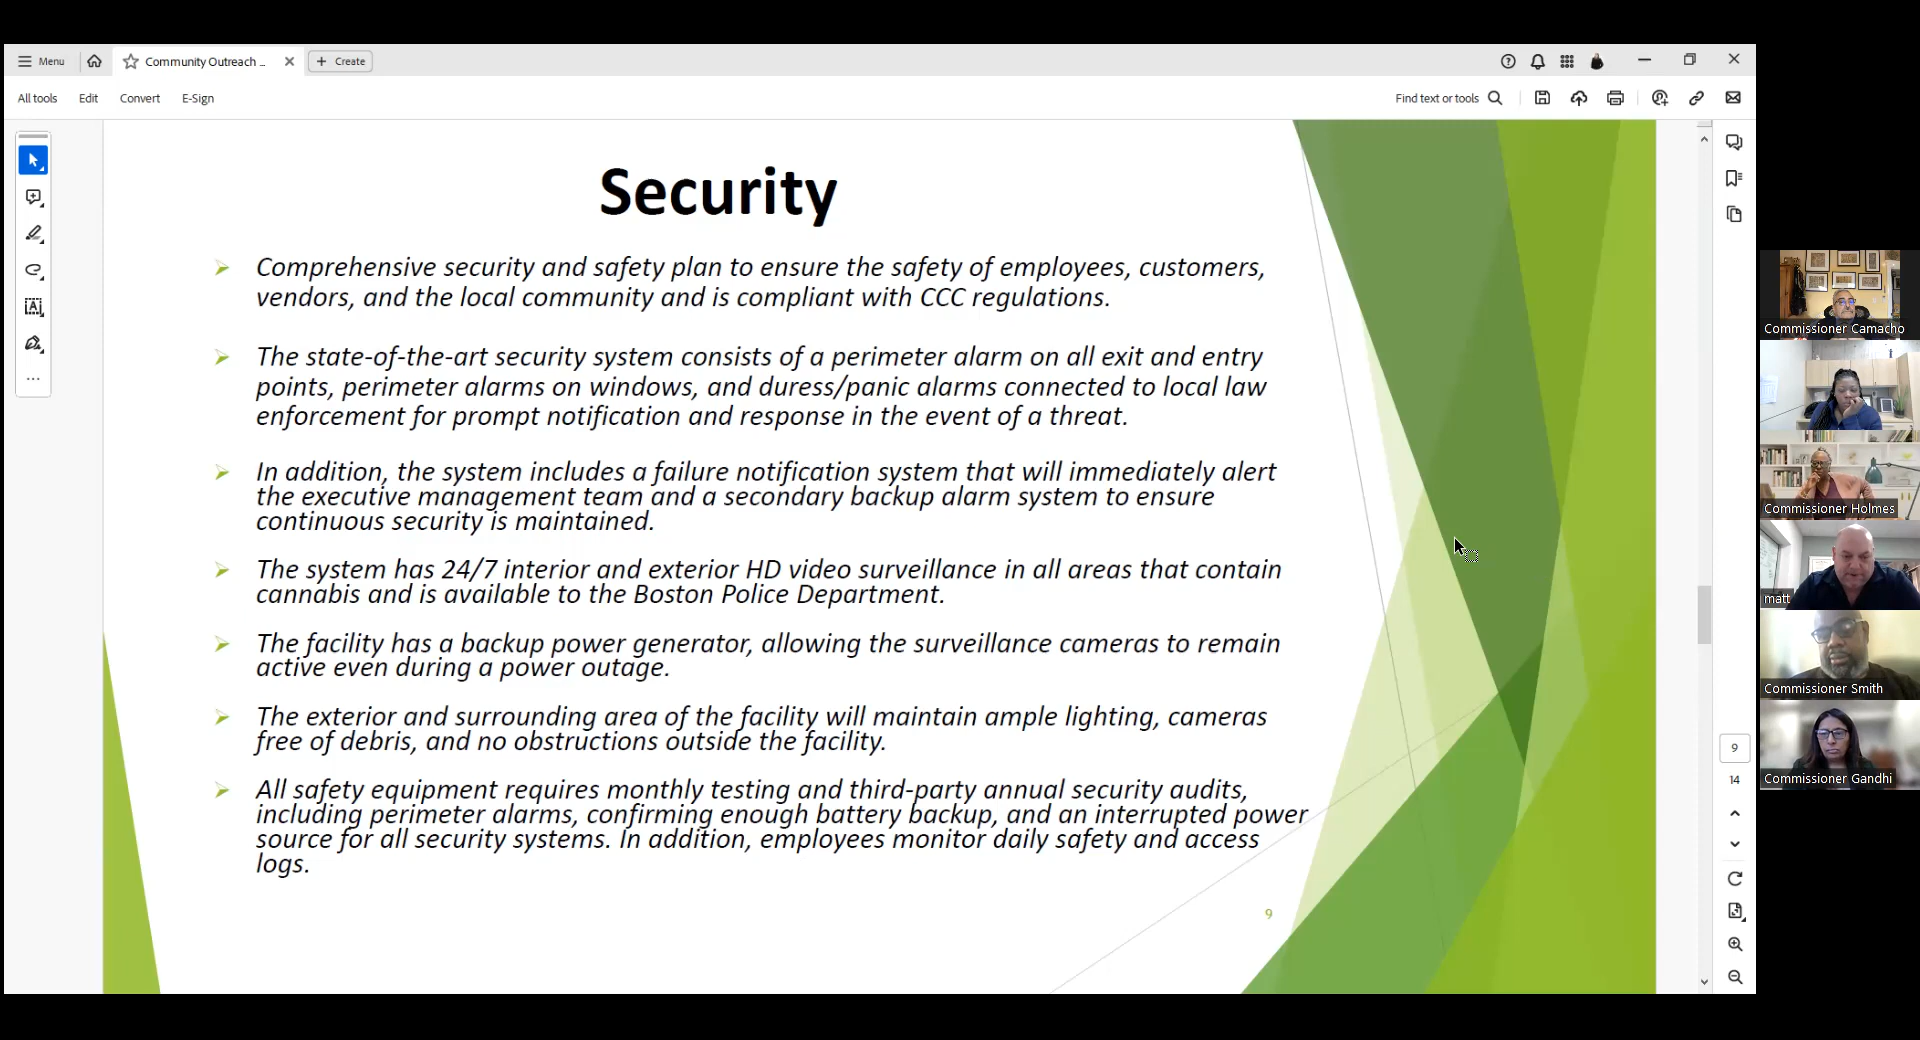 Menu
Community Outreach ...
Create
All tools
Edit
Convert
E-Sign
Find text or tools
Security
Comprehensive security and safety plan to ensure the safety of employees, customers,
vendors, and the local community and is compliant with CCC regulations.
The state-of-the-art security system consists of a perimeter alarm on all exit and entry
points, perimeter alarms on windows, and duress/panic alarms connected to local law
enforcement for prompt notification and response in the event of a threat.
In addition, the system includes a failure notification system that will immediately alert
the executive management team and a secondary backup alarm system to ensure
continuous security is maintained.
The system has 24/7 interior and exterior HD video surveillance in all areas that contain
cannabis and is available to the Boston Police Department.
The facility has a backup power generator, allowing the surveillance cameras to remain
active even during a power outage.
The exterior and surrounding area of the facility will maintain ample lighting, cameras
free of debris, and no obstructions outside the facility.
All safety equipment requires monthly testing and third-party annual security audits,
including perimeter alarms, confirming enough battery backup, and an interrupted power
source for all security systems. In addition, employees monitor daily safety and access
logs.
9
9
14
Commissioner Camacho
Commissioner Holmes
matt
Commissioner Smith
Commissioner Gandhi